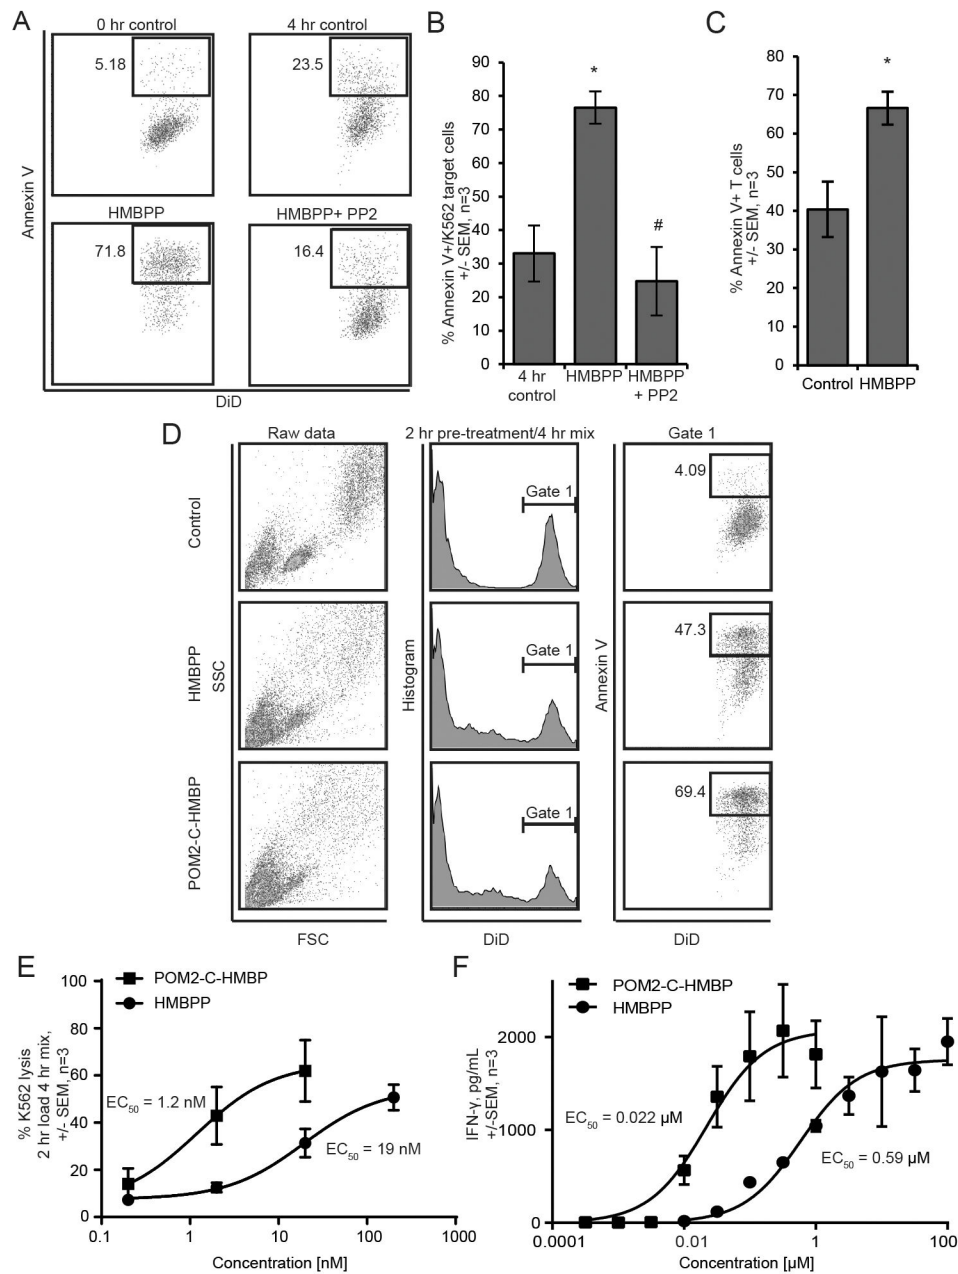 A
0 hr control
4 hr control
5.18
23.5
HMBPP
HMBPP+ PP2
71.8
16.4
Annexin V
DiD
B
% Annexin V+/K562 target cells
+/- SEM, n=3
90
80
70
60
50
40
30
20
10
0
*
#
4 hr
control
HMBPP
HMBPP
+ PP2
C
% Annexin V+ T cells
+/- SEM, n=3
80
70
60
50
40
30
20
10
0
*
Control
HMBPP
D
Raw data
2 hr pre-treatment/4 hr mix
Gate 1
Control
HMBPP
POM2-C-HMBP
SSC
FSC
Histogram
Gate 1
Gate 1
Gate 1
DiD
Annexin V
4.09
47.3
69.4
DiD
E
POM2-C-HMBP
HMBPP
% K562 lysis
2 hr load 4 hr mix,
+/- SEM, n=3
100
80
60
40
20
0
EC50 = 1.2 nM
EC50 = 19 nM
0.1
1
10
100
1000
Concentration [nM]
F
POM2-C-HMBP
HMBPP
IFN-γ, pg/mL
+/-SEM, n=3
2000
1000
0
EC50 = 0.022 µM
EC50 = 0.59 µM
0.0001
0.01
1
100
Concentration [µM]